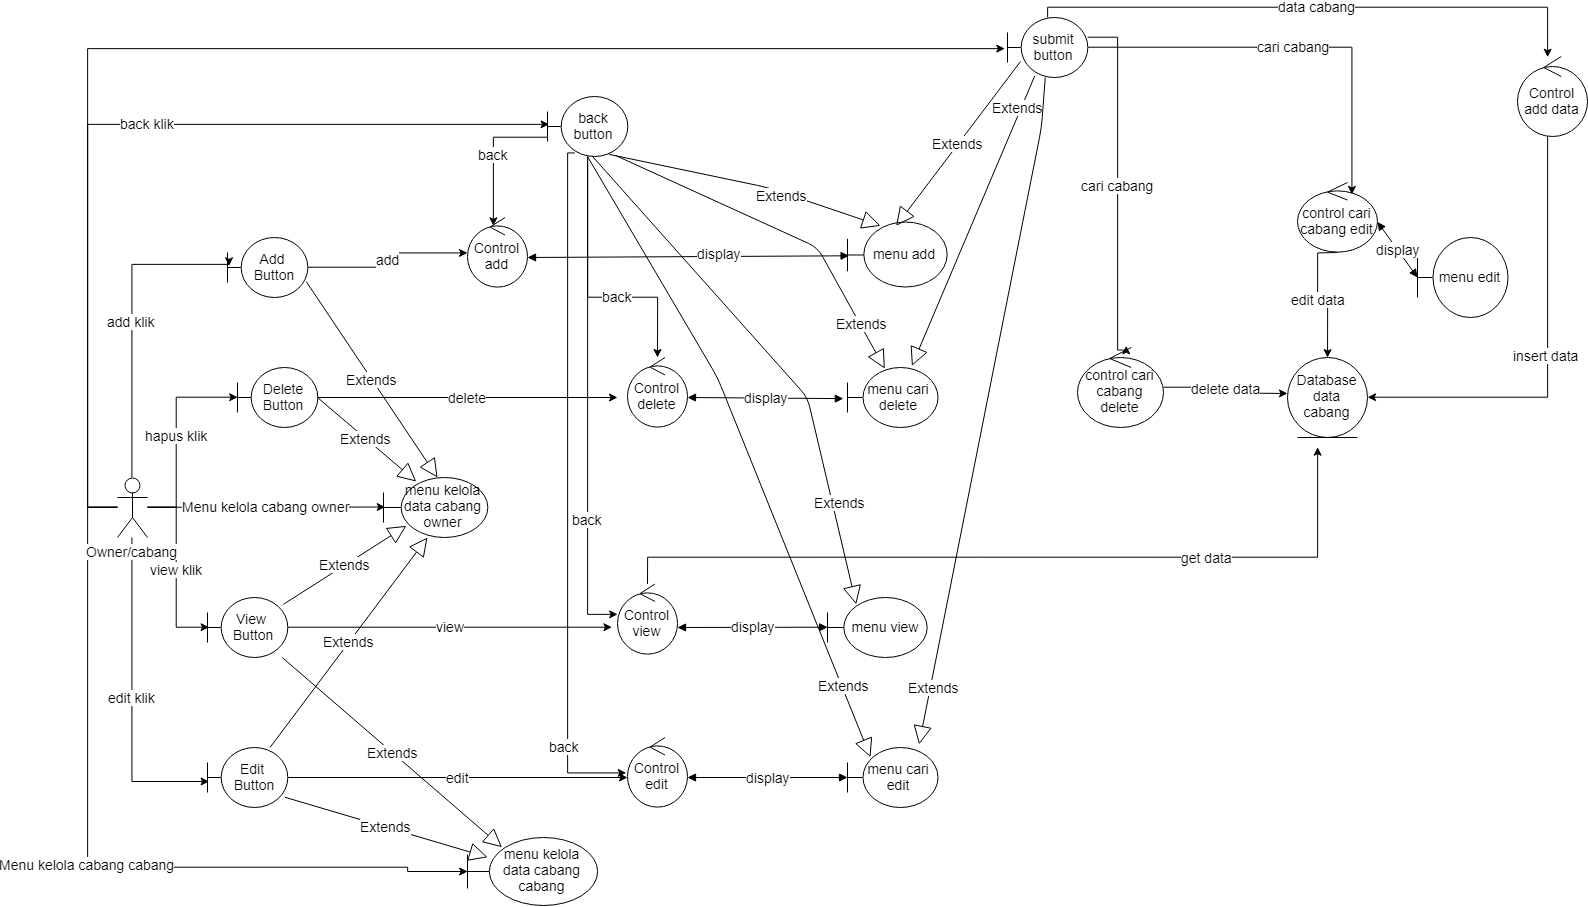 data cabang
submit
button
cari cabang
Control
add data
Extends
back
button
back klik
Extends
back
cari cabang
Extends
control cari
cabang edit
display
menu edit
Add
Button
add
Control
add
display
menu add
back
edit data
add klik
Extends
insert data
Extends
Delete
Button
delete
Control
delete
display
menu cari
delete
control cari
cabang
delete
delete data
Database
data
cabang
hapus klik
Extends
menu kelola
data cabang
owner
Menu kelola cabang owner
Extends
back
Owner/cabang
view klik
Extends
get data
View
Button
view
Control
view
display
menu view
Extends
edit klik
Extends
Extends
Extends
back
Edit
Button
edit
Control
edit
display
menu cari
edit
Extends
Menu kelola cabang cabang
menu kelola
data cabang
cabang